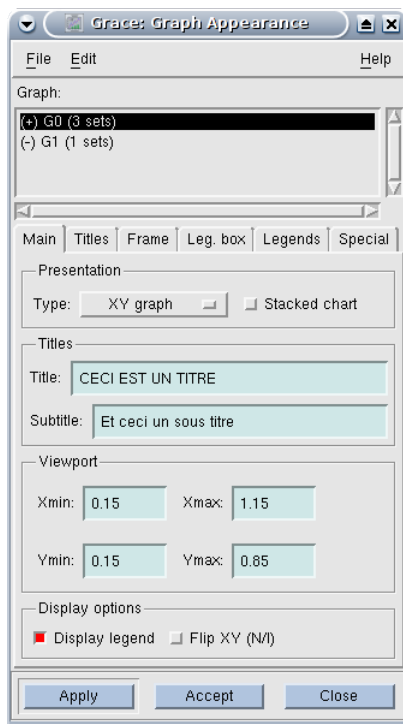 Grace: Graph Appearance
File Edit Help
Graph:
(+) G0 (3 sets)
(-) G1 (1 sets)
Main Titles Frame Leg. box Legends Special
Presentation
Type: XY graph Stacked chart
Titles
Title: CECI EST UN TITRE
Subtitle: Et ceci un sous titre
Viewport
Xmin: 0.15 Xmax: 1.15
Ymin: 0.15 Ymax: 0.85
Display options
Display legend Flip XY (N/I)
Apply Accept Close